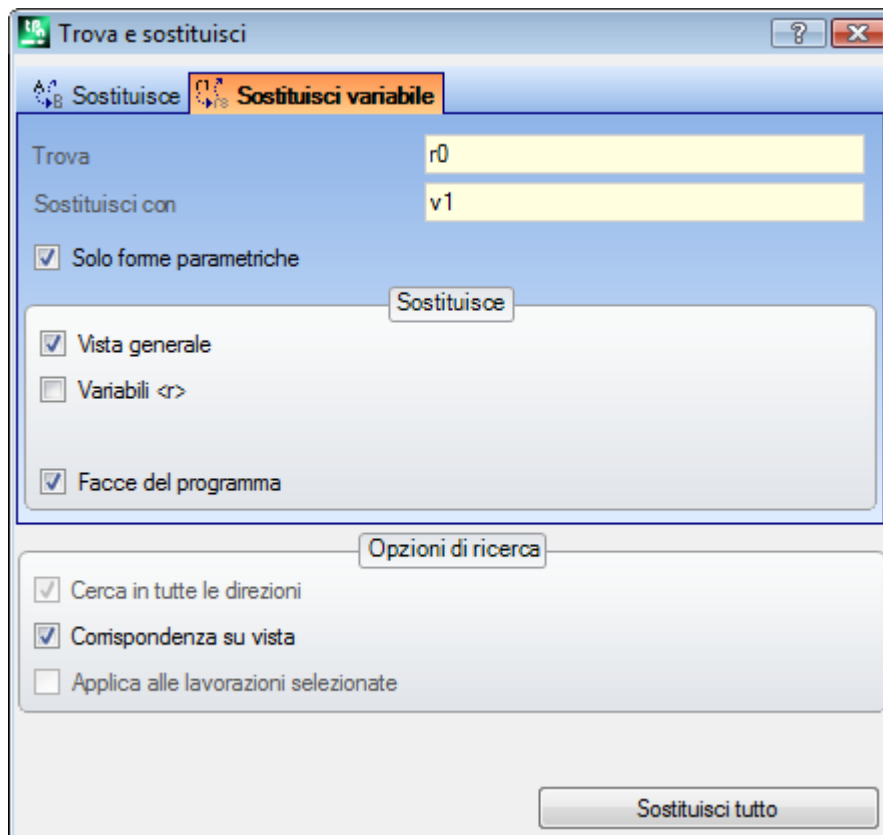 Trova e sostituisci
Sostituisce Sostituisci variabile
Trova r0
Sostituisci con v1
Solo forme parametriche
Sostituisce
Vista generale
Variabili <r>
Facce del programma
Opzioni di ricerca
Cerca in tutte le direzioni
Corrispondenza su vista
Applica alle lavorazioni selezionate
Sostituisci tutto